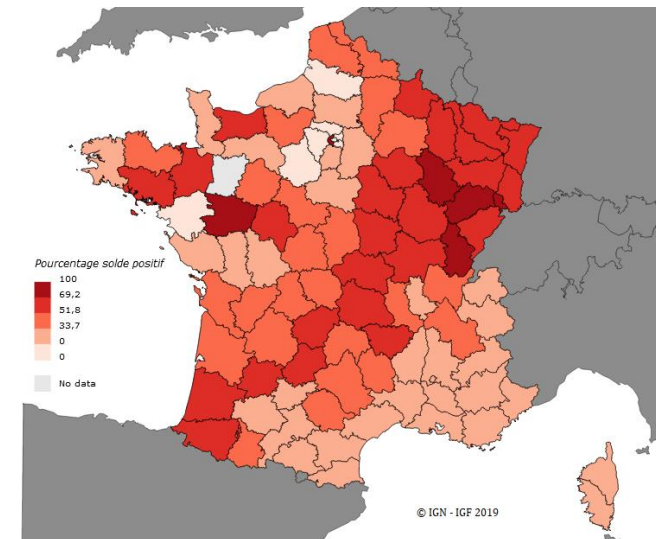 Pourcentage solde positif
100
69,2
51,8
33,7
0
0
No data
© IGN - IGF 2019